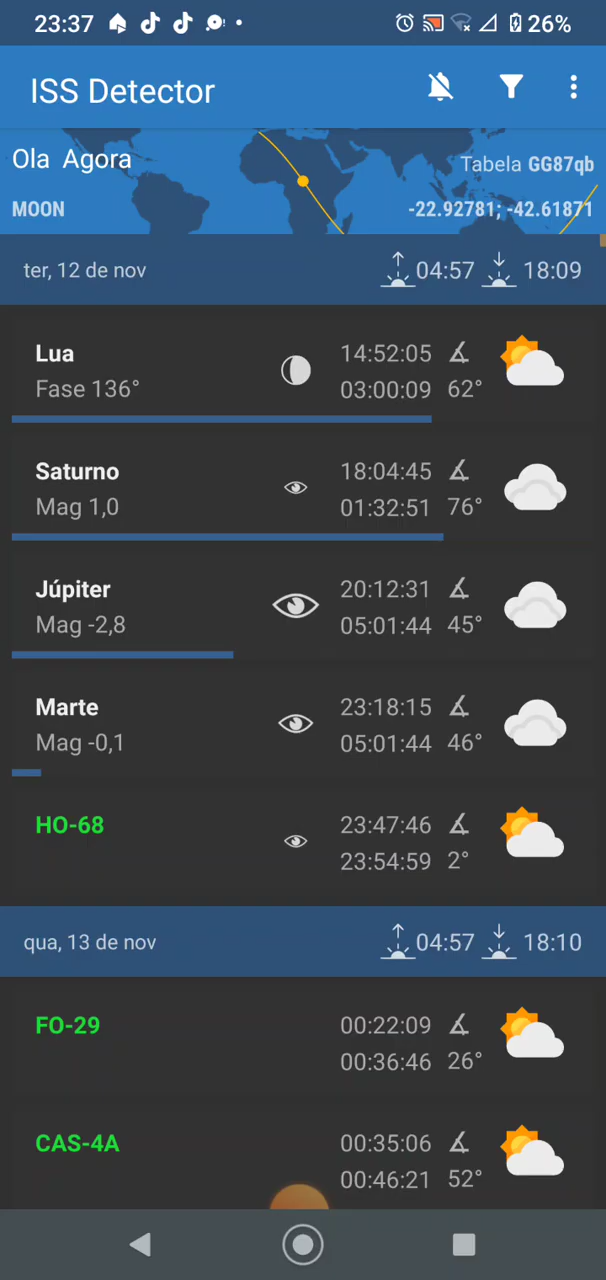 23:37 26%
ISS Detector
Ola Agora
Tabela GG87qb
MOON
-22.92781; -42.61871
ter, 12 de nov 04:57 18:09
Lua 14:52:05
Fase 136° 03:00:09 62°
Saturno 18:04:45
Mag 1,0 01:32:51 76°
Júpiter 20:12:31
Mag -2,8 05:01:44 45°
Marte 23:18:15
Mag -0,1 05:01:44 46°
HO-68 23:47:46
23:54:59 2°
qua, 13 de nov 04:57 18:10
FO-29 00:22:09
00:36:46 26°
CAS-4A 00:35:06
00:46:21 52°